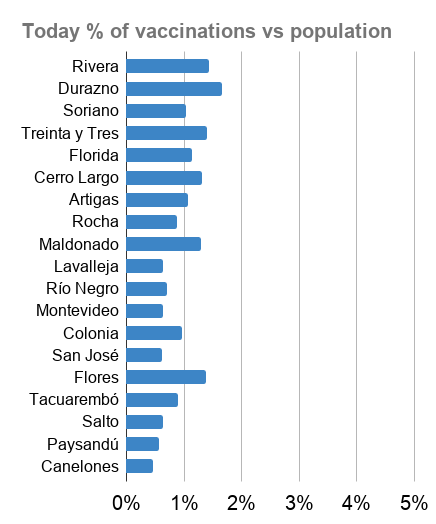 Today % of vaccinations vs population
Rivera
Durazno
Soriano
Treinta y Tres
Florida
Cerro Largo
Artigas
Rocha
Maldonado
Lavalleja
Río Negro
Montevideo
Colonia
San José
Flores
Tacuarembó
Salto
Paysandú
Canelones
0% 1% 2% 3% 4% 5%